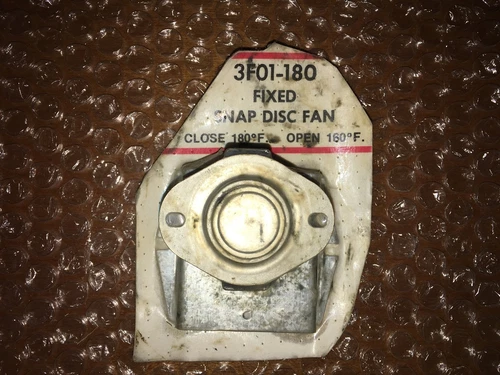 3F01-180
FIXED
SNAP DISC FAN
CLOSE 180°F. OPEN 160°F.